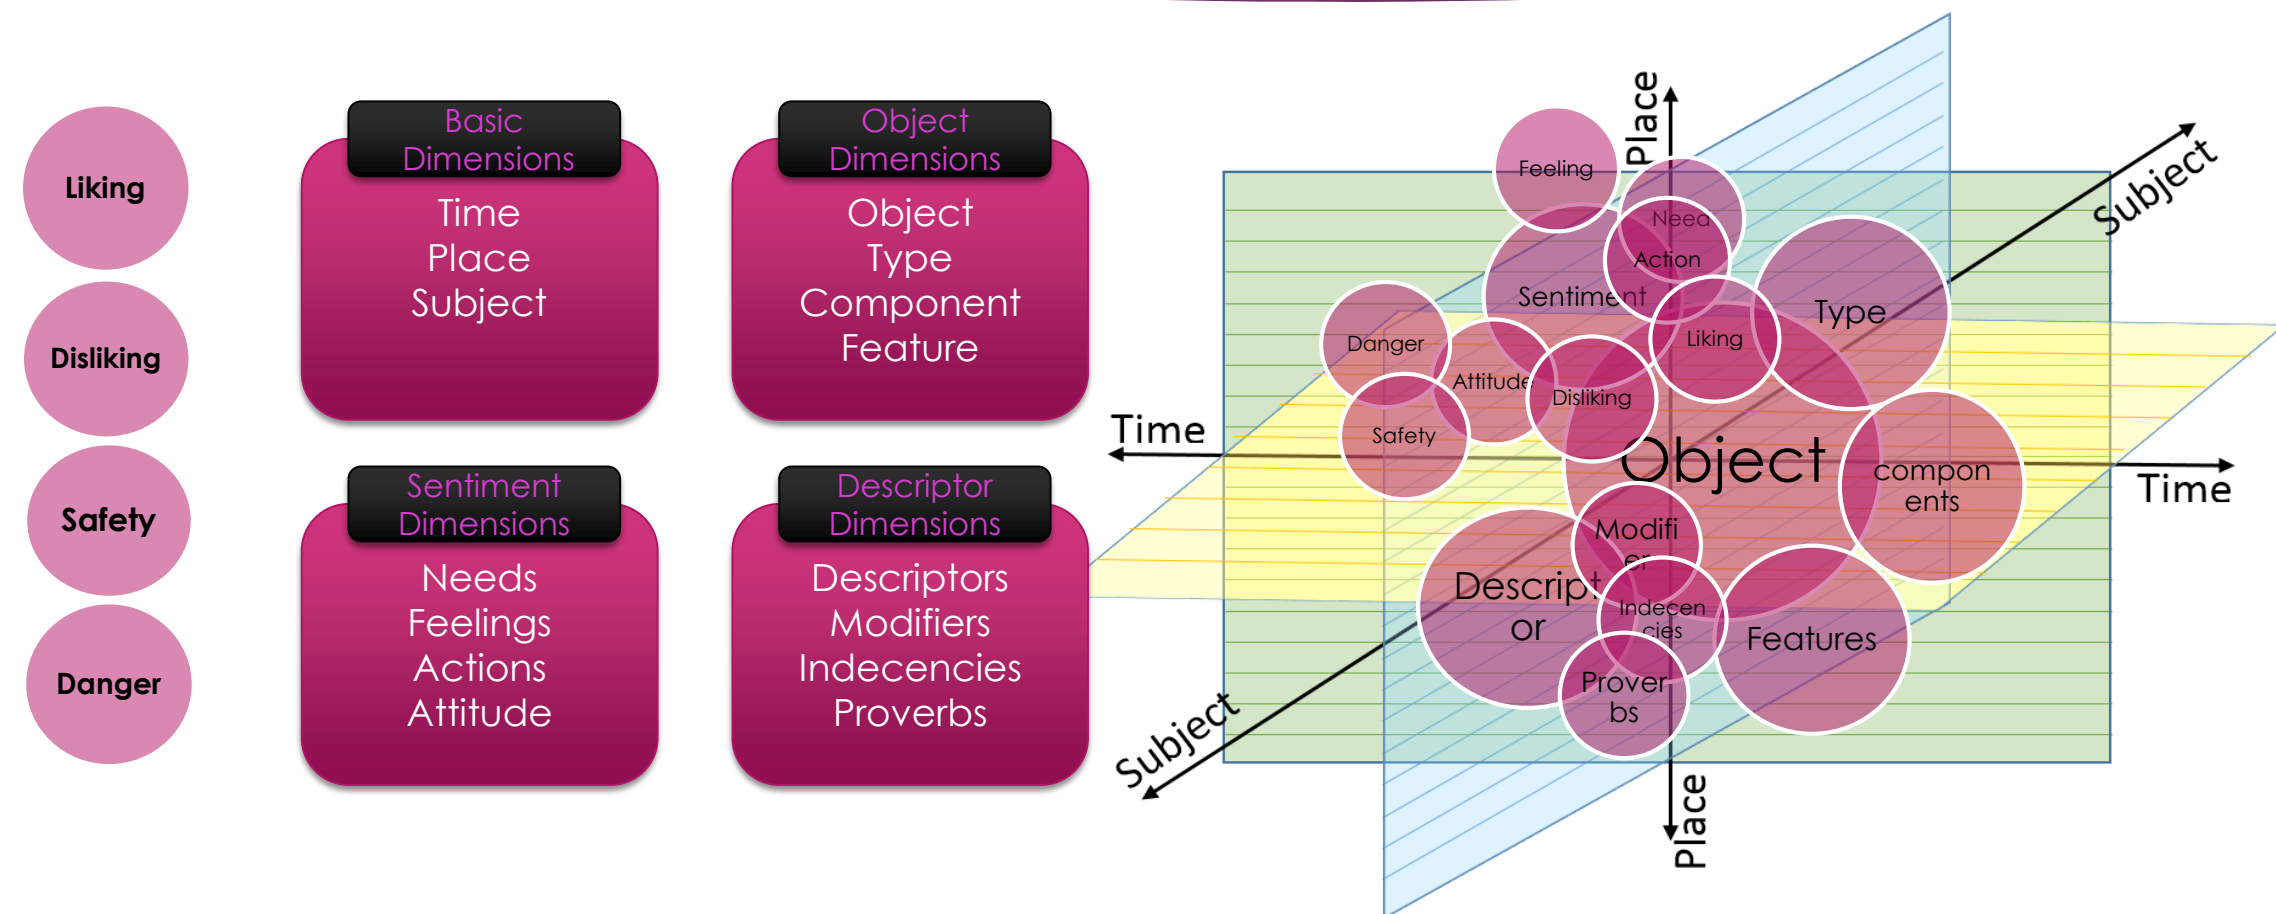 Liking
Disliking
Safety
Danger
Basic
Dimensions
Time
Place
Subject
Object
Dimensions
Object
Type
Component
Feature
Sentiment
Dimensions
Needs
Feelings
Actions
Attitude
Descriptor
Dimensions
Descriptors
Modifiers
Indecencies
Proverbs
Place
Subject
Feeling
Need
Action
Sentiment
Type
Liking
Danger
Attitude
Disliking
Safety
Time
Object
compon
ents
Time
Modifi
er
Descript
or
Indecen
cies
Features
Prover
bs
Subject
Place